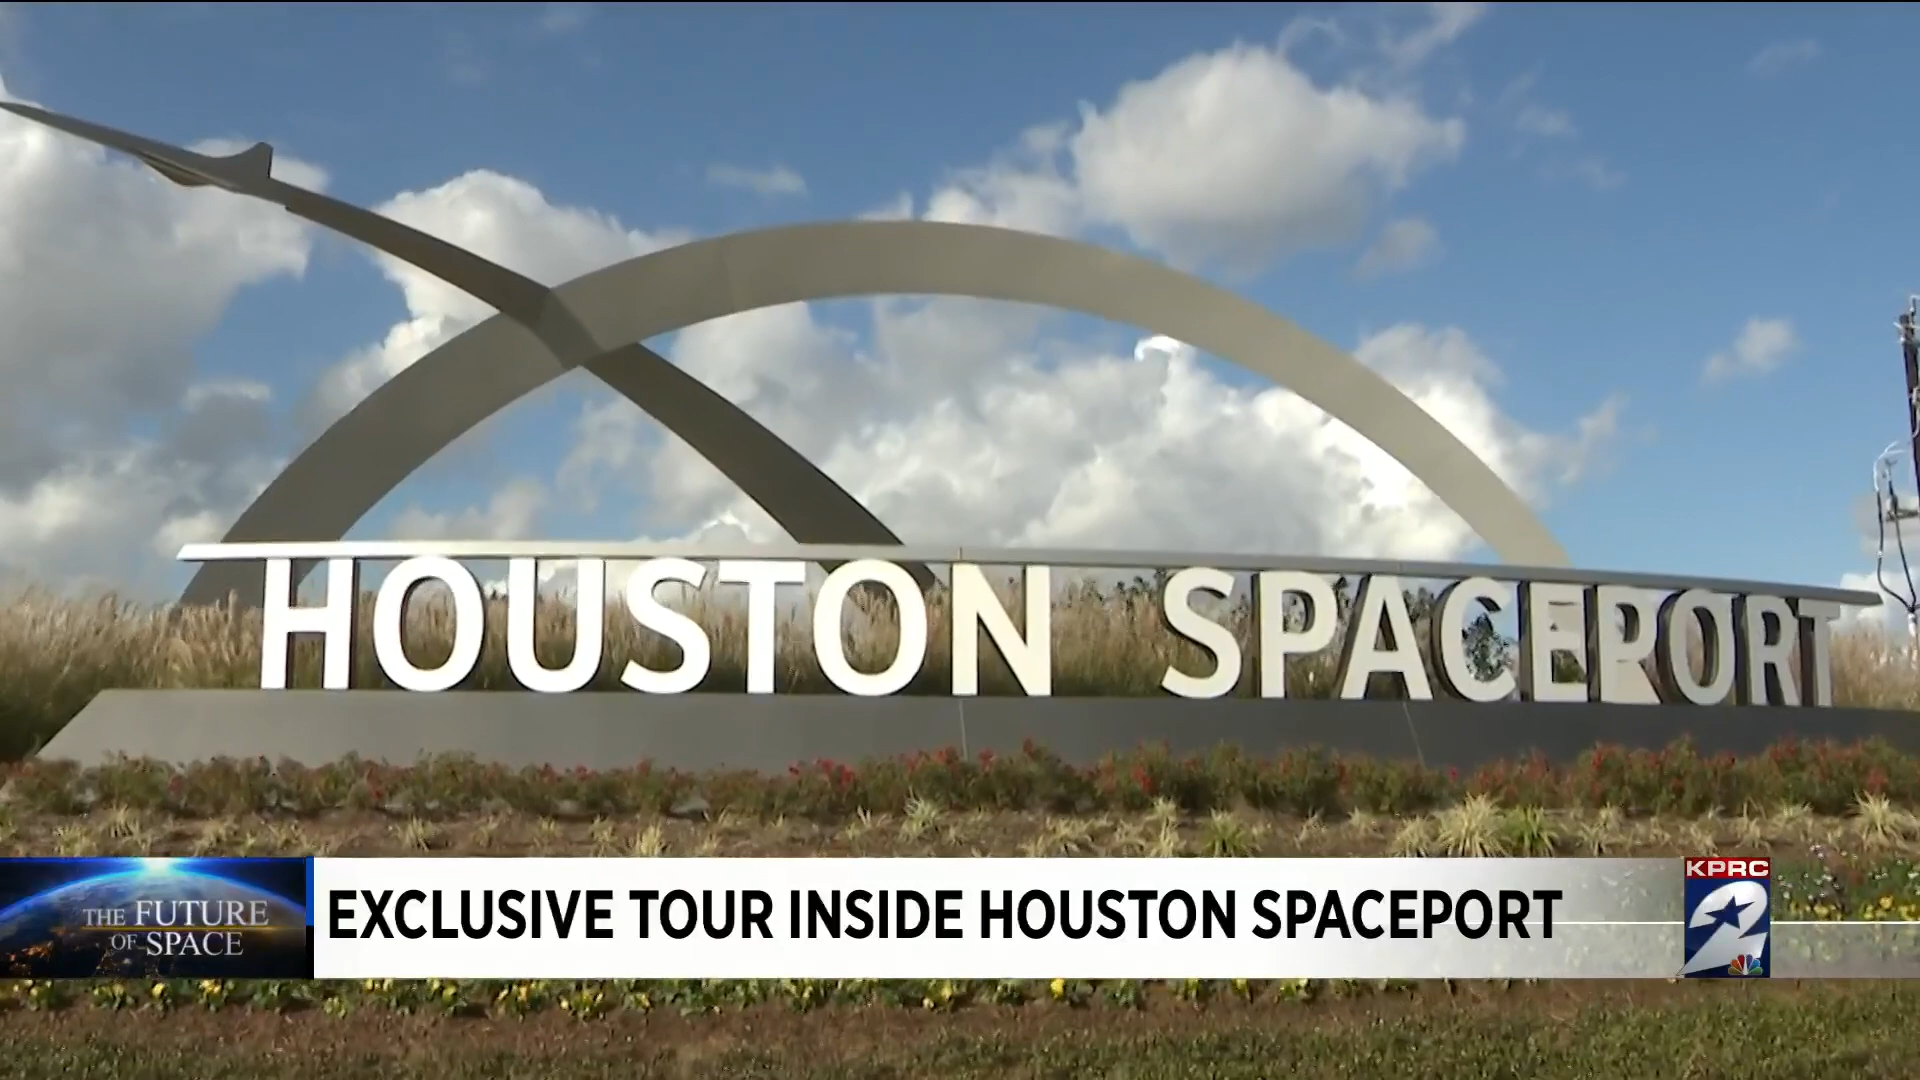 HOUSTON SPACEPORT
THE FUTURE
OF SPACE
EXCLUSIVE TOUR INSIDE HOUSTON SPACEPORT
KPRC
2